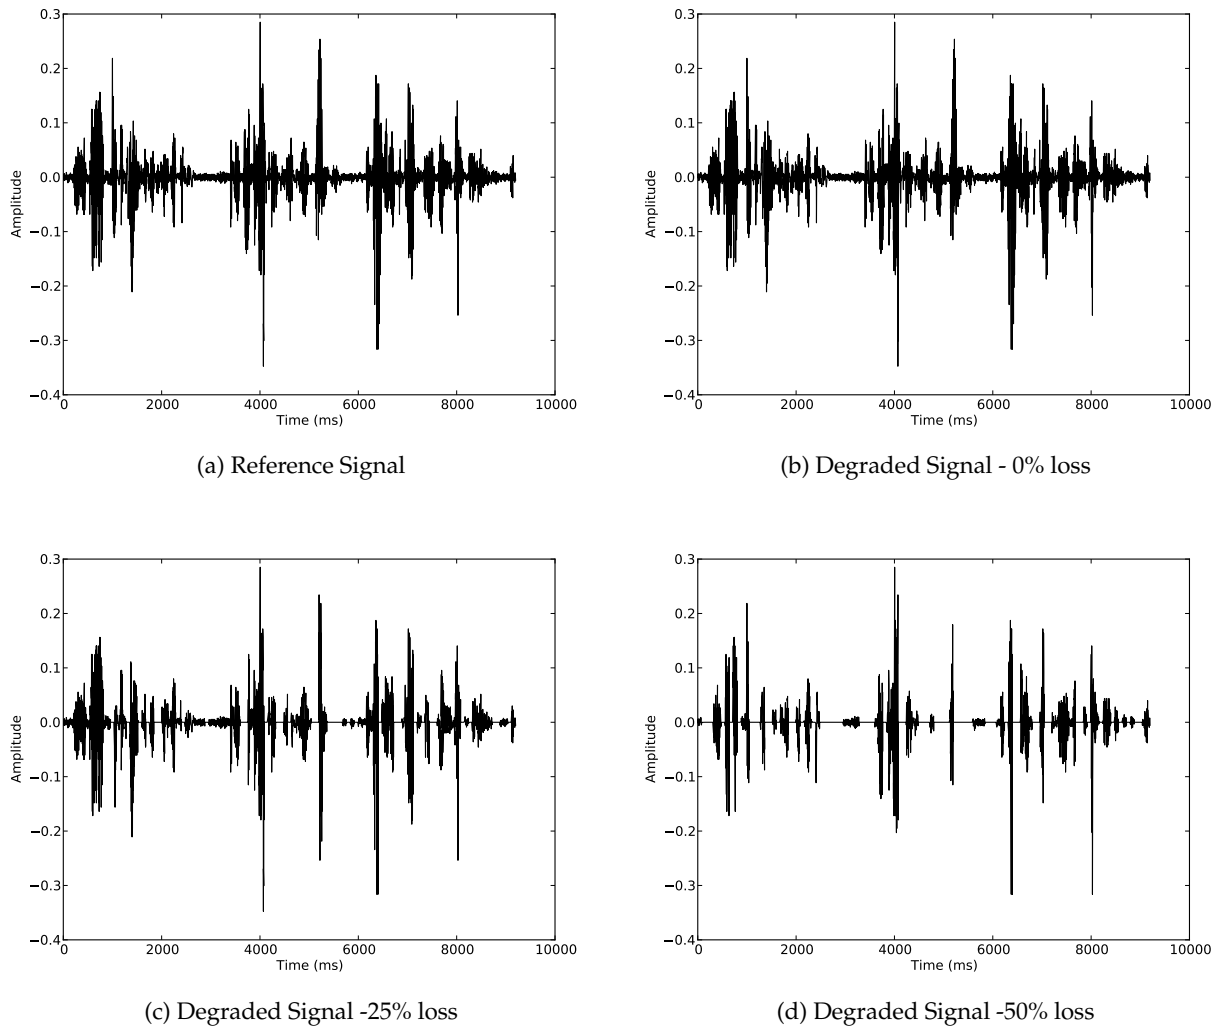 0.3
0.2
0.1
0.0
−0.1
−0.2
−0.3
−0.4
Amplitude
0 2000 4000 6000 8000 10000
Time (ms)
(a) Reference Signal
0.3
0.2
0.1
0.0
−0.1
−0.2
−0.3
−0.4
Amplitude
0 2000 4000 6000 8000 10000
Time (ms)
(b) Degraded Signal - 0% loss
0.3
0.2
0.1
0.0
−0.1
−0.2
−0.3
−0.4
Amplitude
0 2000 4000 6000 8000 10000
Time (ms)
(c) Degraded Signal -25% loss
0.3
0.2
0.1
0.0
−0.1
−0.2
−0.3
−0.4
Amplitude
0 2000 4000 6000 8000 10000
Time (ms)
(d) Degraded Signal -50% loss